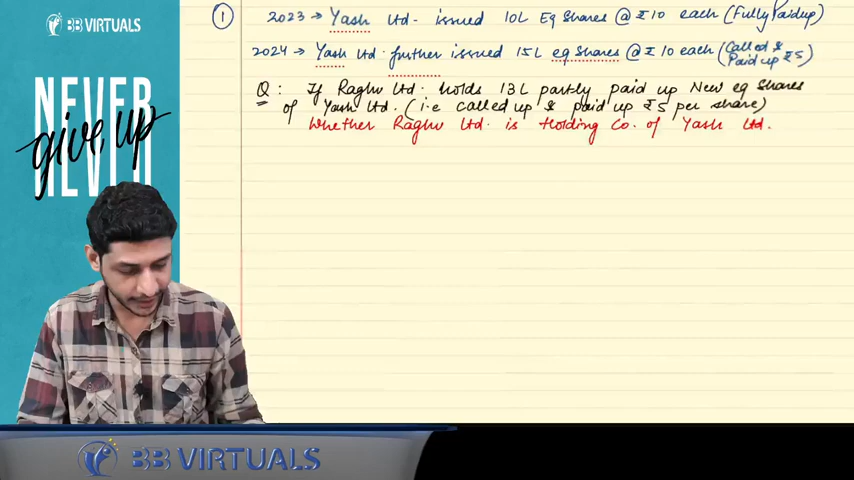 BB VIRTUALS
NEVER
give up
NEVER
① 2023 → Yash Ltd. issued 10L Eq Shares @ ₹10 each (Fully Paidup)
2024 → Yash Ltd. further issued 15L eq shares @ ₹10 each (Called & Paid up ₹5)
Q: If Raghu Ltd. holds 13L partly paid up New eq Shares
of Yash Ltd. (i.e called up & paid up ₹5 per share)
Whether Raghu Ltd. is Holding Co. of Yash Ltd.
BB VIRTUALS